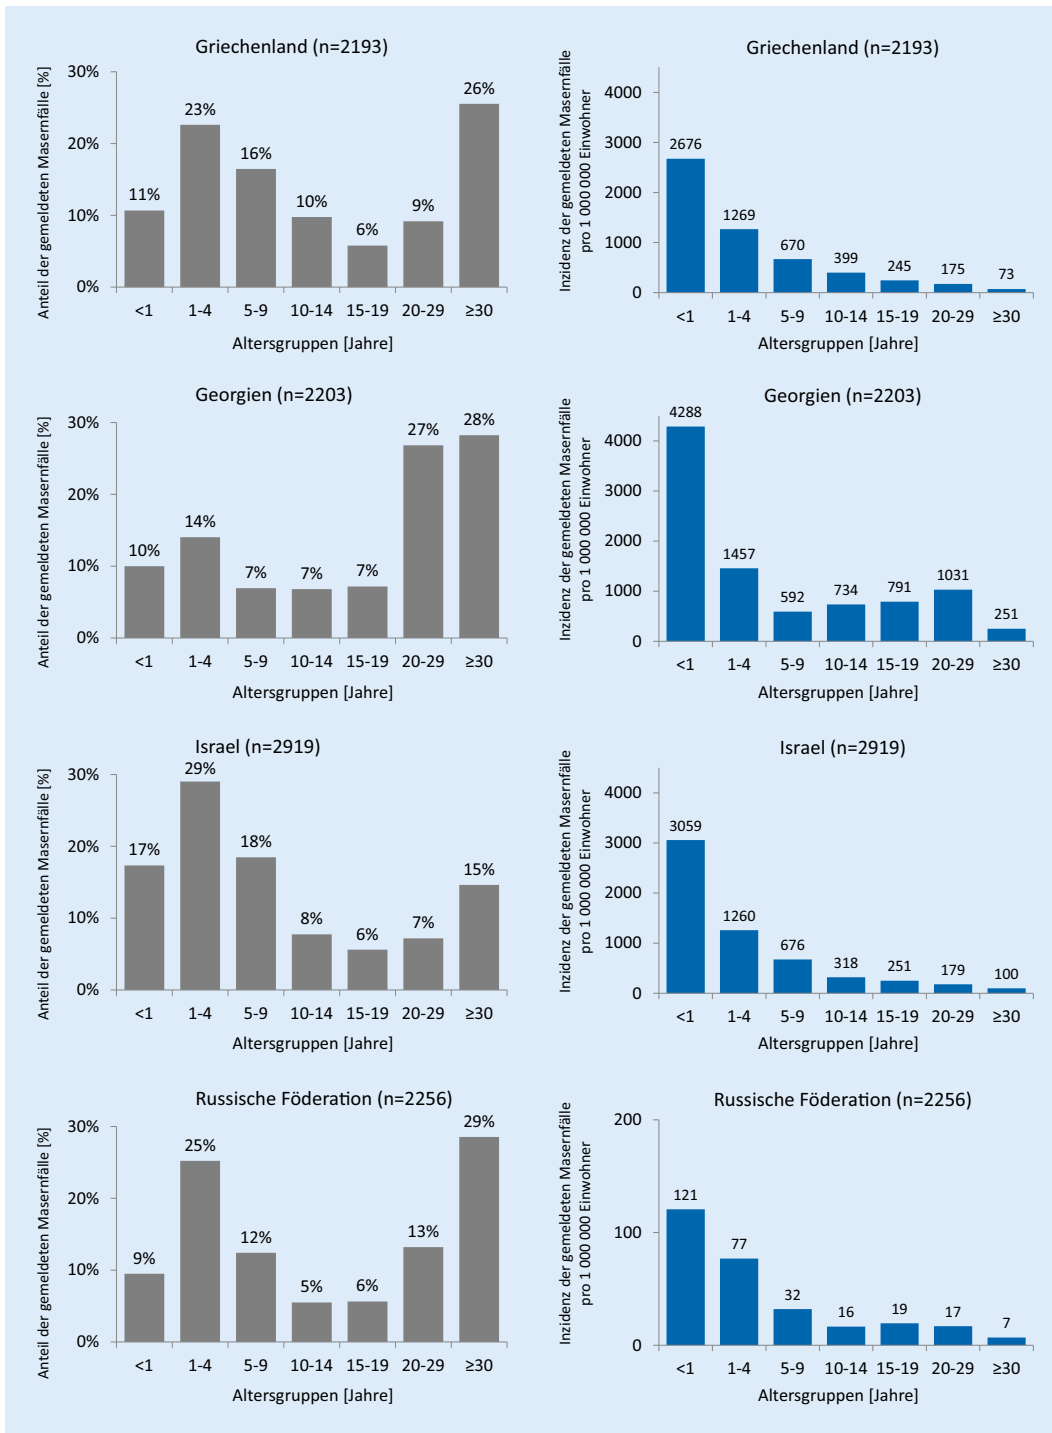 Griechenland (n=2193)
Anteil der gemeldeten Masernfälle [%]
30%
20%
10%
0%
11%
23%
16%
10%
6%
9%
26%
<1 1-4 5-9 10-14 15-19 20-29 ≥30
Altersgruppen [Jahre]
Griechenland (n=2193)
Inzidenz der gemeldeten Masernfälle
pro 1 000 000 Einwohner
4000
3000
2000
1000
0
2676
1269
670
399
245
175
73
<1 1-4 5-9 10-14 15-19 20-29 ≥30
Altersgruppen [Jahre]
Georgien (n=2203)
Anteil der gemeldeten Masernfälle [%]
30%
20%
10%
0%
10%
14%
7%
7%
7%
27%
28%
<1 1-4 5-9 10-14 15-19 20-29 ≥30
Altersgruppen [Jahre]
Georgien (n=2203)
Inzidenz der gemeldeten Masernfälle
pro 1 000 000 Einwohner
4000
3000
2000
1000
0
4288
1457
592
734
791
1031
251
<1 1-4 5-9 10-14 15-19 20-29 ≥30
Altersgruppen [Jahre]
Israel (n=2919)
Anteil der gemeldeten Masernfälle [%]
30%
20%
10%
0%
17%
29%
18%
8%
6%
7%
15%
<1 1-4 5-9 10-14 15-19 20-29 ≥30
Altersgruppen [Jahre]
Israel (n=2919)
Inzidenz der gemeldeten Masernfälle
pro 1 000 000 Einwohner
4000
3000
2000
1000
0
3059
1260
676
318
251
179
100
<1 1-4 5-9 10-14 15-19 20-29 ≥30
Altersgruppen [Jahre]
Russische Föderation (n=2256)
Anteil der gemeldeten Masernfälle [%]
30%
20%
10%
0%
9%
25%
12%
5%
6%
13%
29%
<1 1-4 5-9 10-14 15-19 20-29 ≥30
Altersgruppen [Jahre]
Russische Föderation (n=2256)
Inzidenz der gemeldeten Masernfälle
pro 1 000 000 Einwohner
200
100
0
121
77
32
16
19
17
7
<1 1-4 5-9 10-14 15-19 20-29 ≥30
Altersgruppen [Jahre]